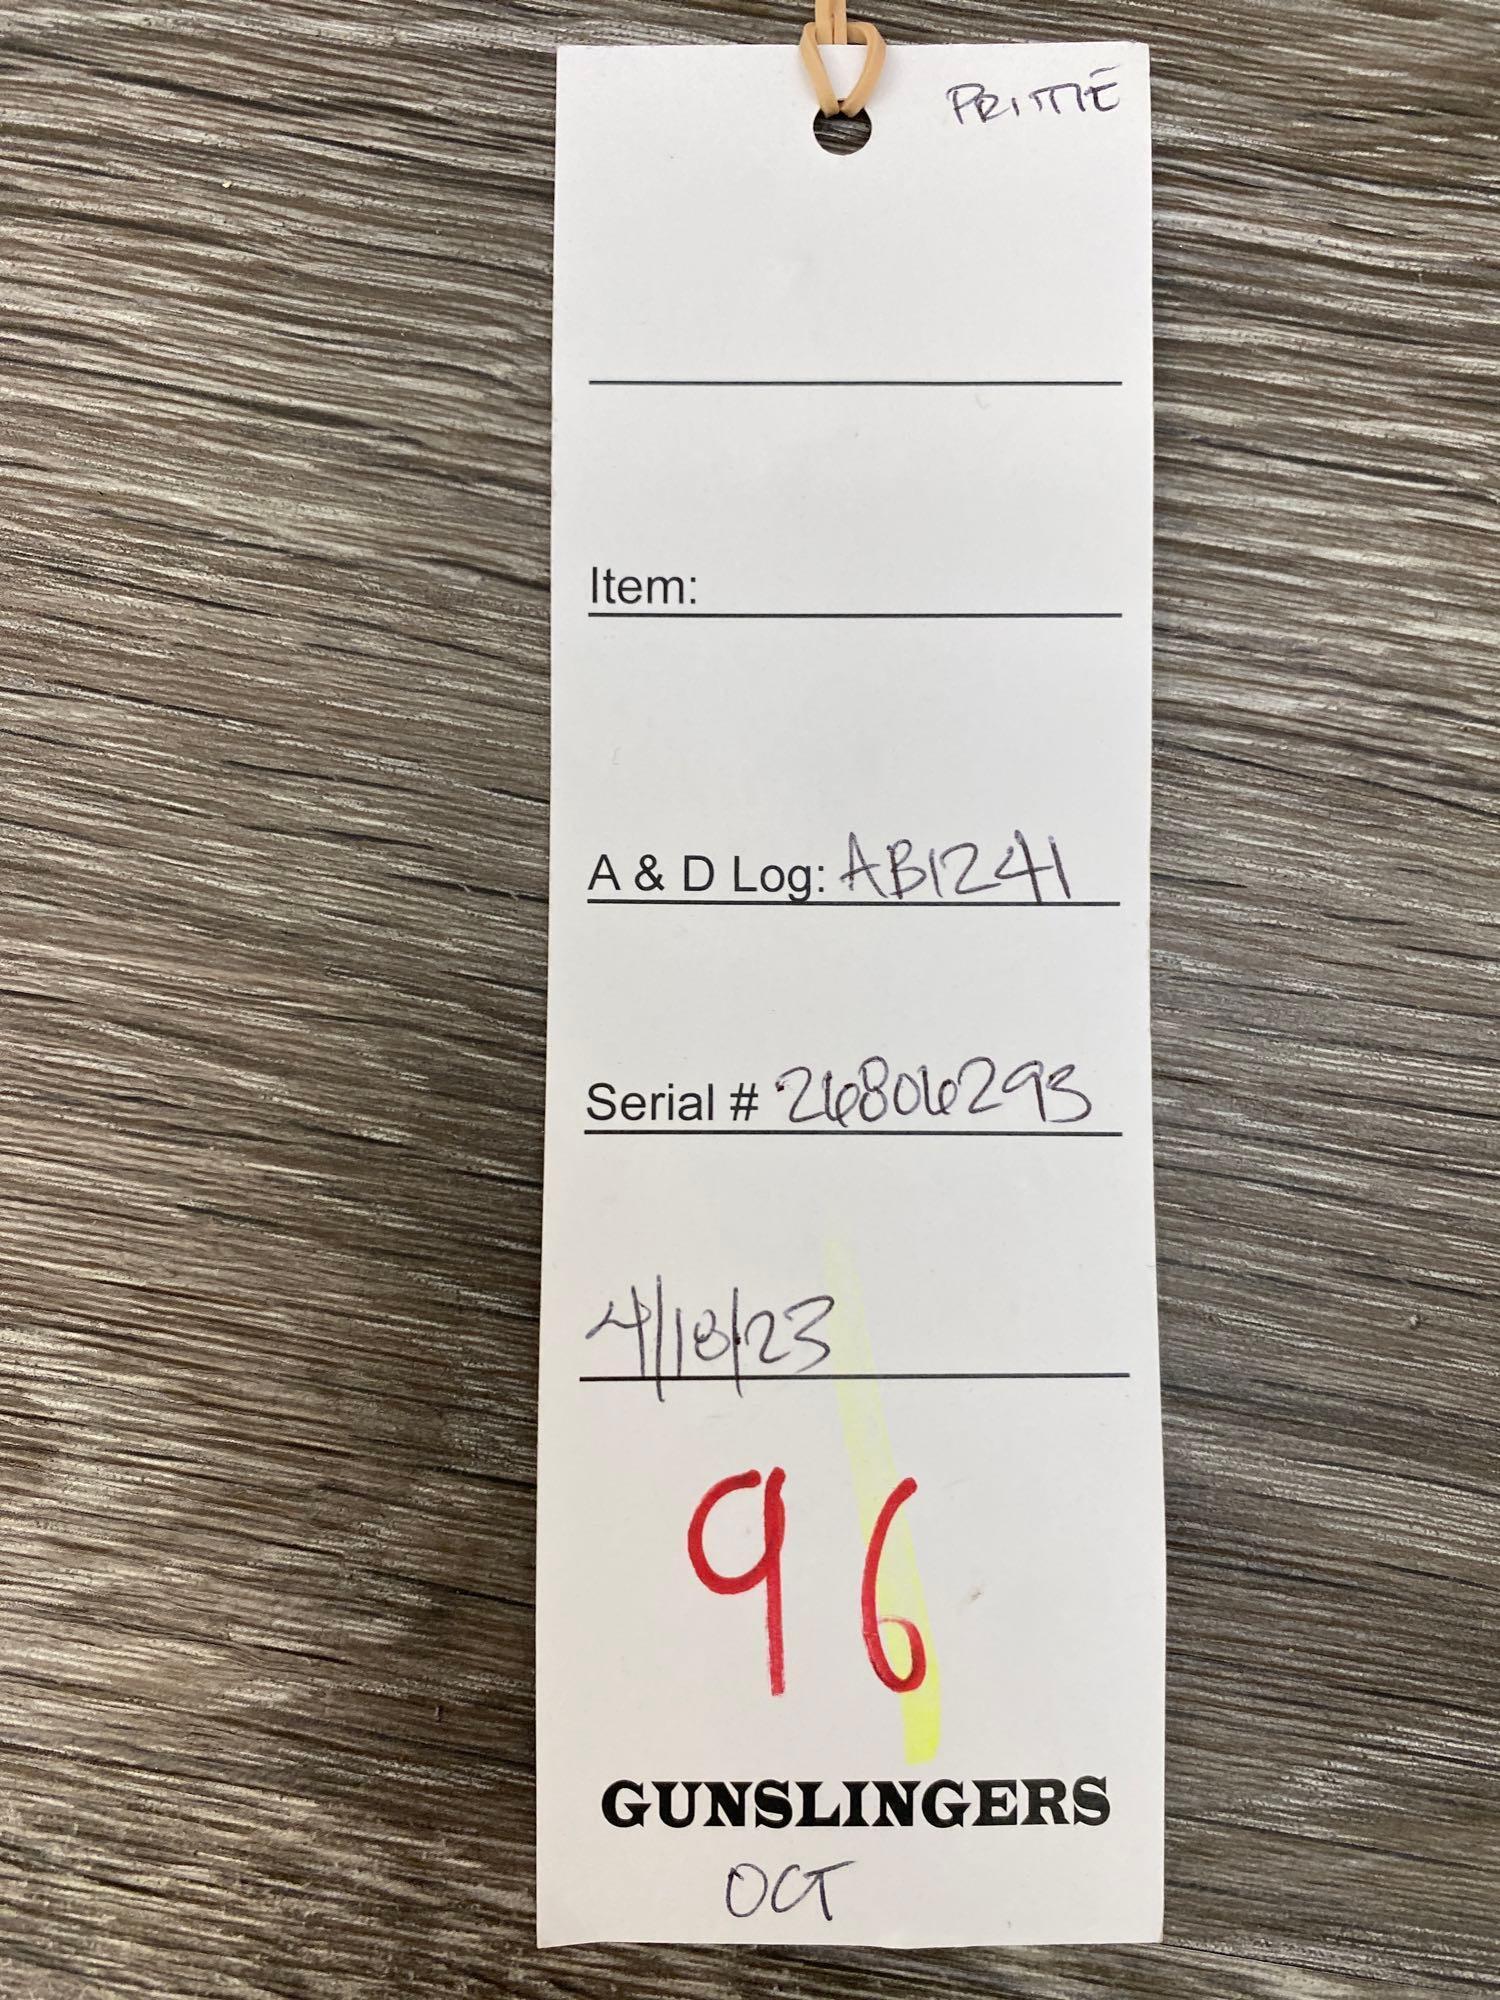 PRITTIE
Item:
A & D Log: AB1241
Serial # 26806293
4/18/23
96
GUNSLINGERS
OCT